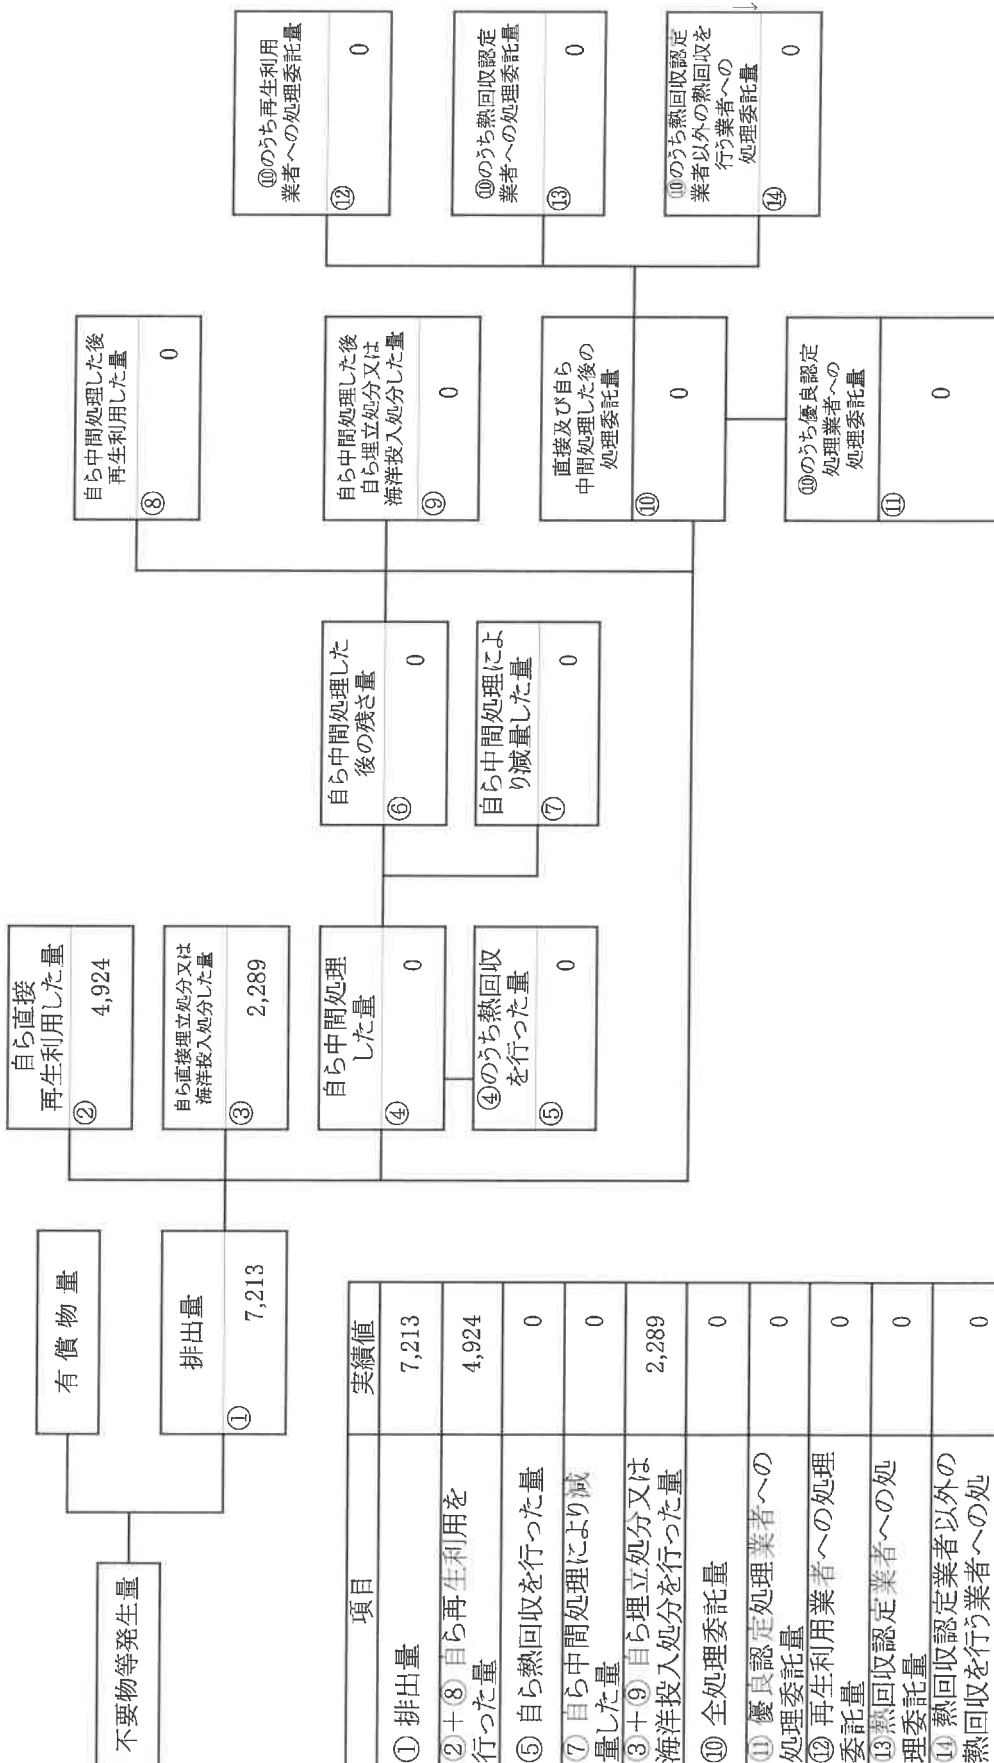 不要物等発生量
有償物量
排出量
①
7,213
自ら直接
再生利用した量
②
4,924
自ら直接埋立処分又は
海洋投入処分した量
③
2,289
自ら中間処理
した量
④
0
④のうち熱回収
を行った量
⑤
0
自ら中間処理した
後の残さ量
⑥
0
自ら中間処理によ
り減量した量
⑦
0
自ら中間処理した後
再生利用した量
⑧
0
自ら中間処理した後
自ら埋立処分又は
海洋投入処分した量
⑨
0
直接及び自ら
中間処理した後の
処理委託量
⑩
0
⑩のうち優良認定
処理業者への
処理委託量
⑪
0
⑩のうち再生利用
業者への処理委託量
⑫
0
⑩のうち熱回収認定
業者への処理委託量
⑬
0
⑩のうち熱回収認定
業者以外の熱回収を
行う業者への
処理委託量
⑭
0
項目 実績値
①排出量 7,213
②+⑧自ら再生利用を
行った量 4,924
⑤自ら熱回収を行った量 0
⑦自ら中間処理により減
量した量 0
③+⑨自ら埋立処分又は
海洋投入処分を行った量 2,289
⑩全処理委託量 0
⑪優良認定処理業者への
処理委託量 0
⑫再生利用業者への処理
委託量 0
⑬熱回収認定業者への処
理委託量 0
⑭熱回収認定業者以外の
熱回収を行う業者への処 0